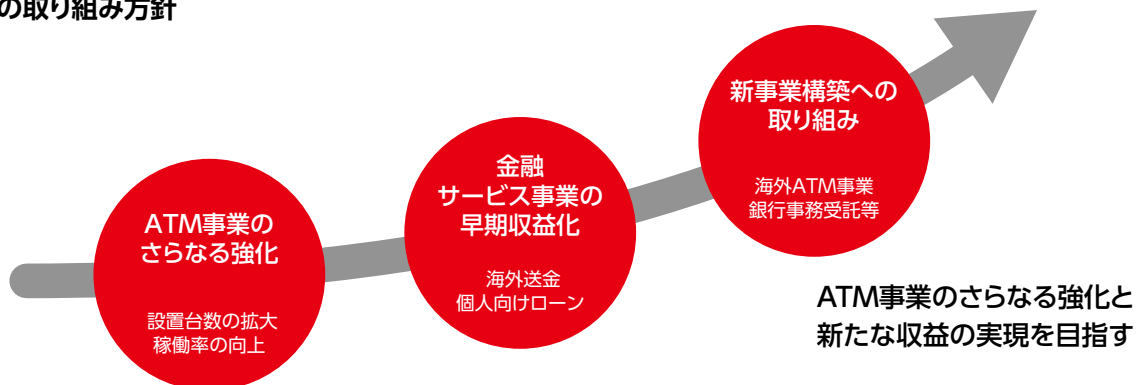 の取り組み方針
ATM事業の
さらなる強化
設置台数の拡大
稼働率の向上
金融
サービス事業の
早期収益化
海外送金
個人向けローン
新事業構築への
取り組み
海外ATM事業
銀行事務受託等
ATM事業のさらなる強化と
新たな収益の実現を目指す